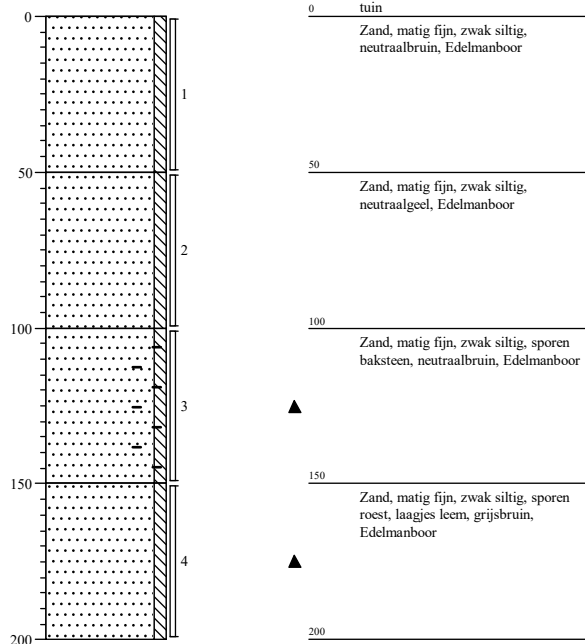 0
50
100
150
200
1
2
3
4
0
tuin
Zand, matig fijn, zwak siltig,
neutraalbruin, Edelmanboor
50
Zand, matig fijn, zwak siltig,
neutraalgeel, Edelmanboor
100
Zand, matig fijn, zwak siltig, sporen
baksteen, neutraalbruin, Edelmanboor
150
Zand, matig fijn, zwak siltig, sporen
roest, laagjes leem, grijsbruin,
Edelmanboor
200